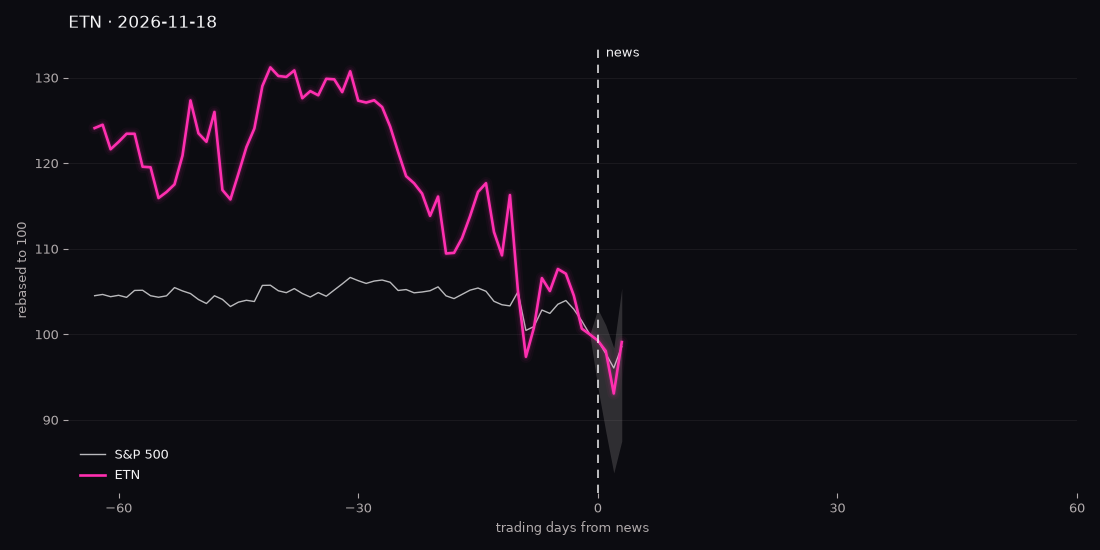 ETN · 2026-11-18
news
130
120
110
100
90
rebased to 100
S&P 500
ETN
−60
−30
0
30
60
trading days from news